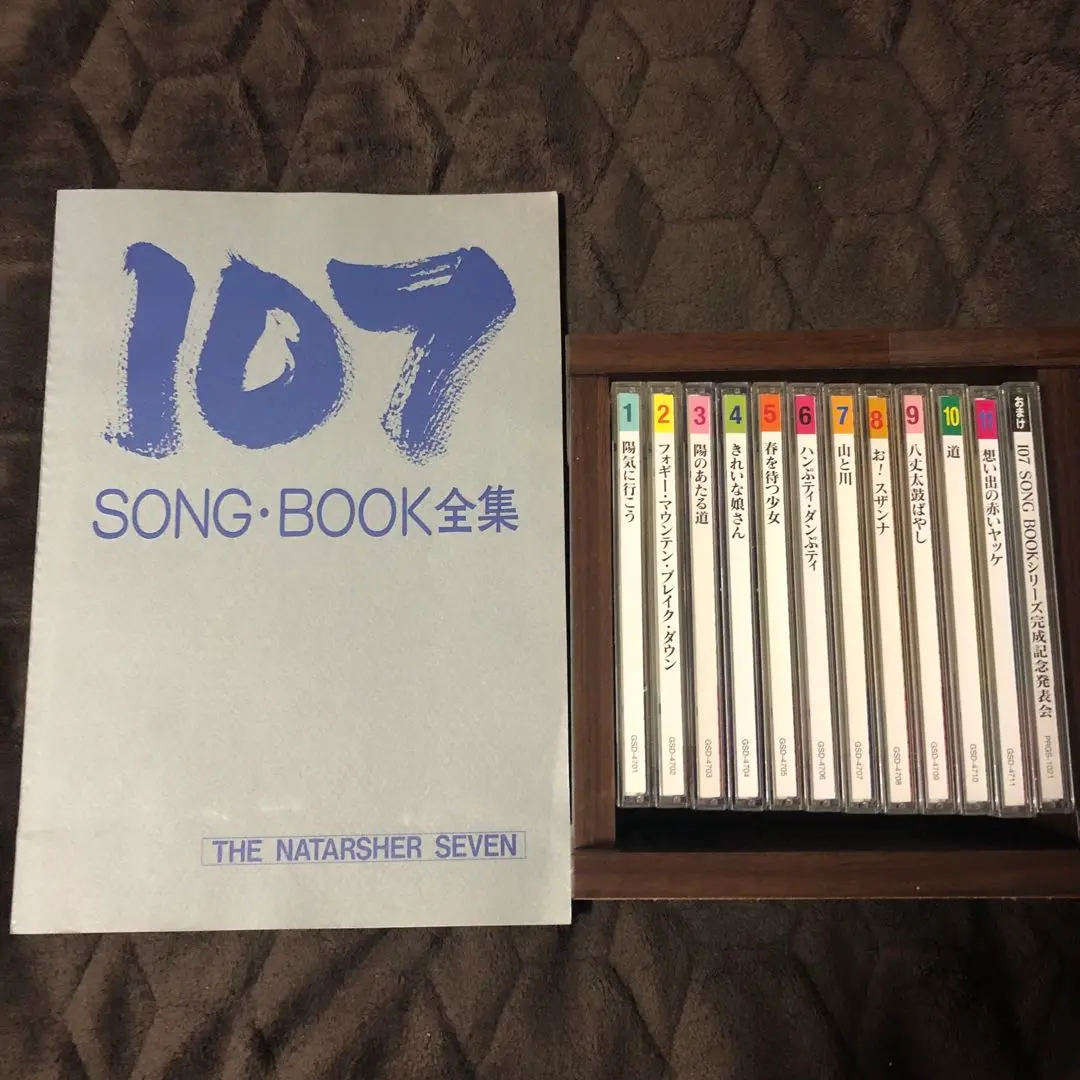 107
SONG・BOOK全集
THE NATARSHER SEVEN
1
陽気に行こう
GSD-4701
2
フォギー・マウンテン・ブレイク・ダウン
GSD-4702
3
陽のあたる道
GSD-4703
4
きれいな娘さん
GSD-4704
5
春を待つ少女
GSD-4705
6
ハンぷティ・ダンぷティ
GSD-4706
7
山と川
GSD-4707
8
お！スザンナ
GSD-4708
9
八丈太鼓ばやし
GSD-4709
10
道
GSD-4710
11
想い出の赤いヤッケ
GSD-4711
おまけ
107 SONG BOOKシリーズ完成記念発表会